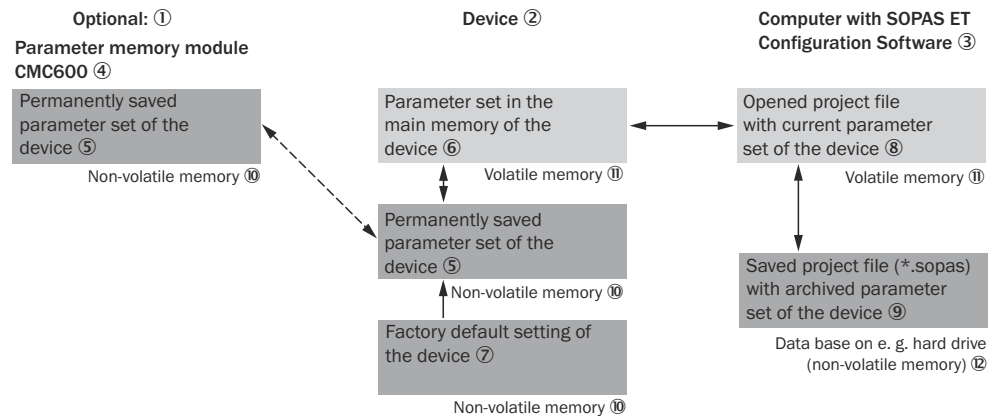 Optional: ①
Parameter memory module
CMC600 ④
Permanently saved
parameter set of the
device ⑤
Non-volatile memory ⑩
Device ②
Parameter set in the
main memory of the
device ⑥
Volatile memory ⑪
Permanently saved
parameter set of the
device ⑤
Non-volatile memory ⑩
Factory default setting of
the device ⑦
Non-volatile memory ⑩
Computer with SOPAS ET
Configuration Software ③
Opened project file
with current parameter
set of the device ⑧
Volatile memory ⑪
Saved project file (*.sopas)
with archived parameter
set of the device ⑨
Data base on e. g. hard drive
(non-volatile memory) ⑫